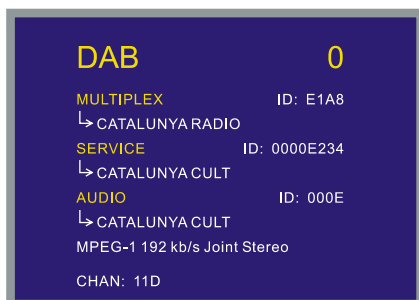 DAB 0
MULTIPLEX ID: E1A8
↳ CATALUNYA RADIO
SERVICE ID: 0000E234
↳ CATALUNYA CULT
AUDIO ID: 000E
↳ CATALUNYA CULT
MPEG-1 192 kb/s Joint Stereo
CHAN: 11D